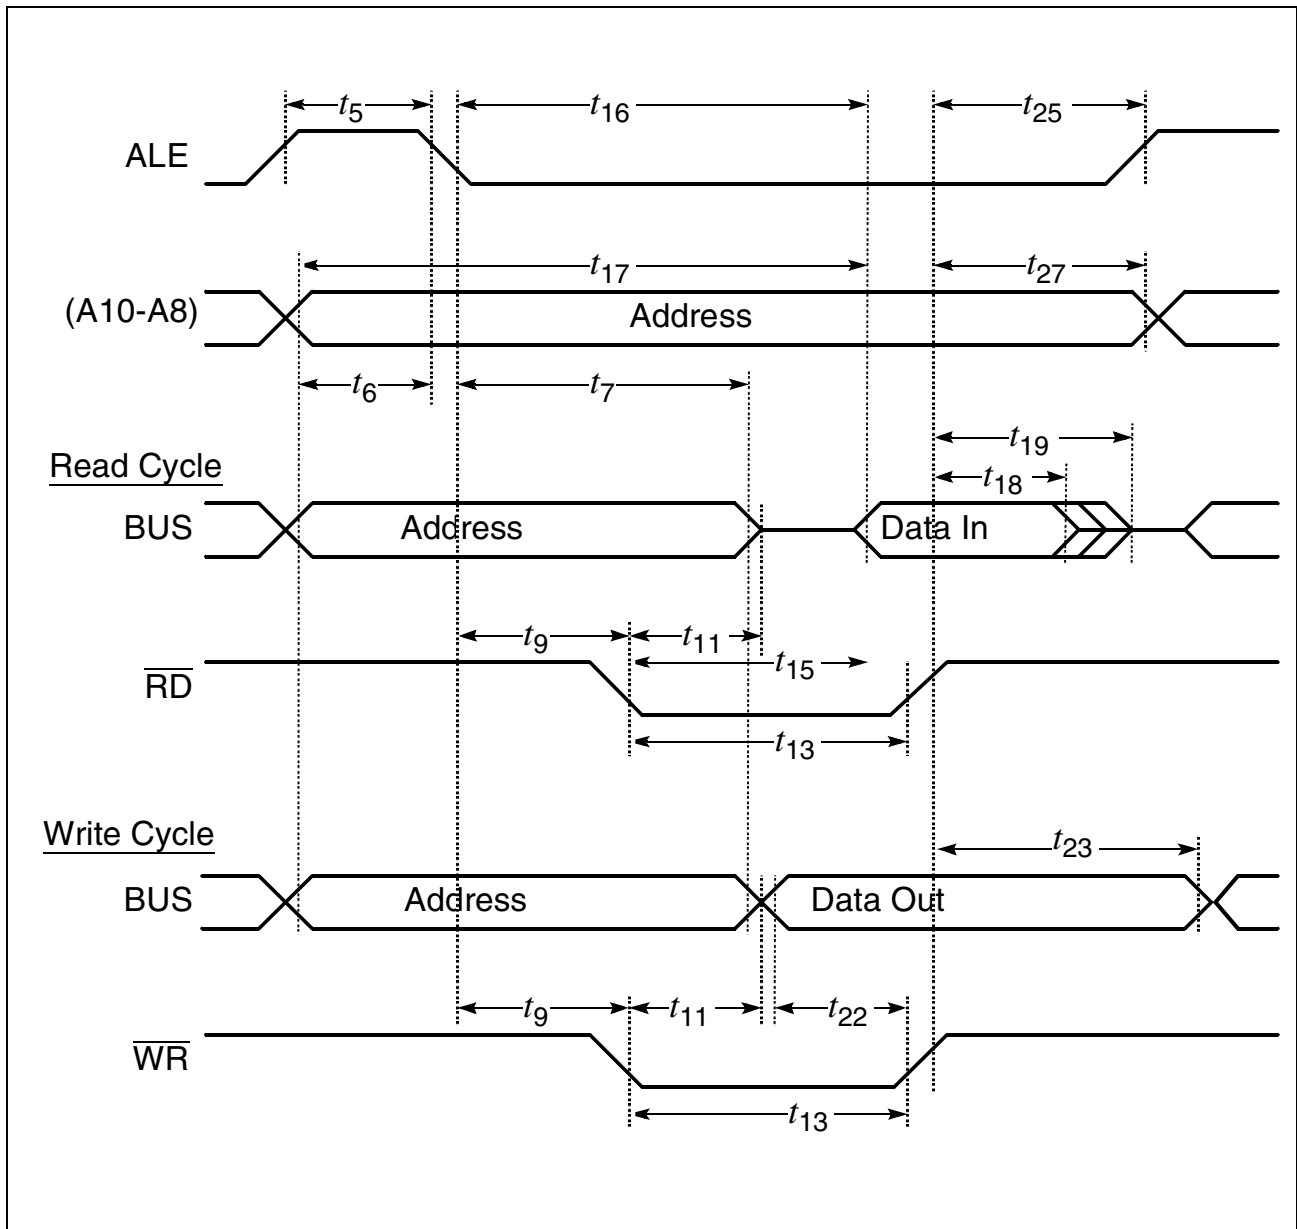 t5 t16 t25
ALE
t17 t27
(A10-A8) Address
t6 t7
t19
Read Cycle t18
BUS Address Data In
t9 t11
t15
RD
t13
Write Cycle t23
BUS Address Data Out
t9 t11 t22
WR
t13